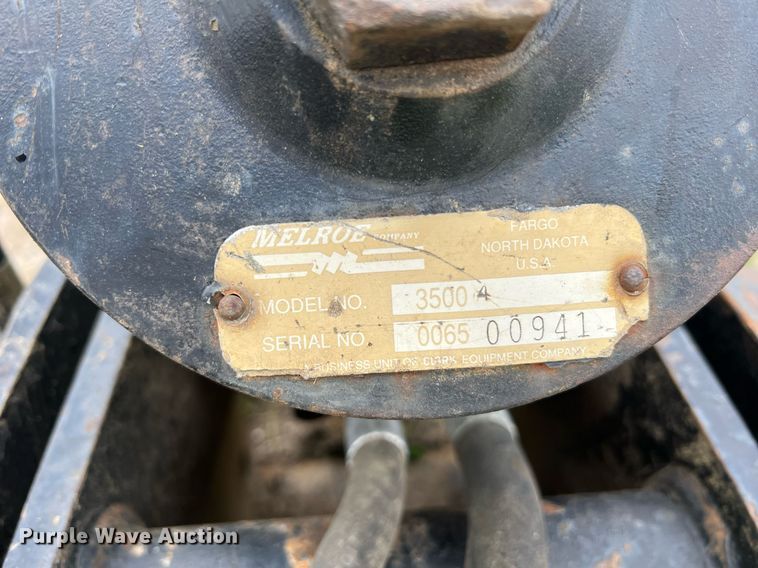 MELROE COMPANY
FARGO
NORTH DAKOTA
U.S.A.
MODEL NO. 3500 4
SERIAL NO 0065 00941
A BUSINESS UNIT OF CLARK EQUIPMENT COMPANY
Purple Wave Auction